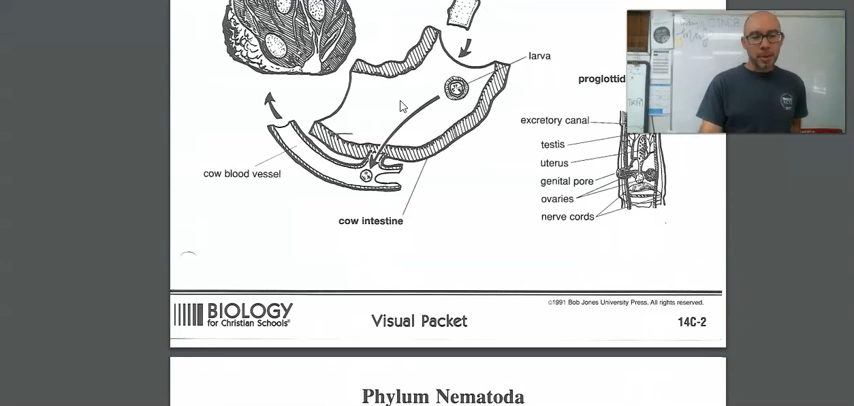 larva
proglottid
excretory canal
testis
uterus
genital pore
ovaries
nerve cords
cow blood vessel
cow intestine
©1991 Bob Jones University Press. All rights reserved.
BIOLOGY
for Christian Schools®
Visual Packet
14C-2
Phylum Nematoda